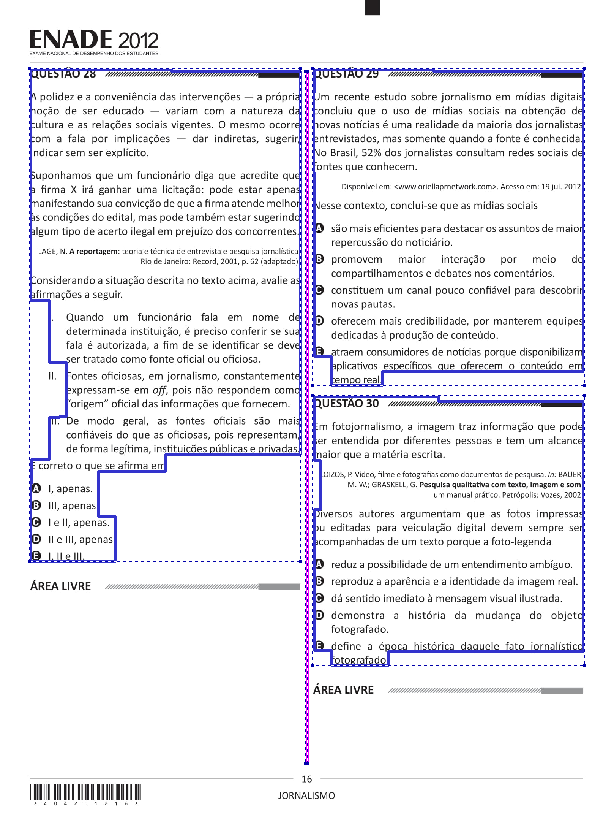 ENADE 2012
EXAME NACIONAL DE DESEMPENHO DOS ESTUDANTES
QUESTÃO 28
A polidez e a conveniência das intervenções — a própria
noção de ser educado — variam com a natureza da
cultura e as relações sociais vigentes. O mesmo ocorre
com a fala por implicações — dar indiretas, sugerir,
indicar sem ser explícito.
Suponhamos que um funcionário diga que acredite que
a firma X irá ganhar uma licitação: pode estar apenas
manifestando sua convicção de que a firma atende melhor
as condições do edital, mas pode também estar sugerindo
algum tipo de acerto ilegal em prejuízo dos concorrentes.
LAGE, N. A reportagem: teoria e técnica de entrevista e pesquisa jornalística.
Rio de Janeiro: Record, 2001, p. 62 (adaptado).
Considerando a situação descrita no texto acima, avalie as
afirmações a seguir.
I. Quando um funcionário fala em nome de
determinada instituição, é preciso conferir se sua
fala é autorizada, a fim de se identificar se deve
ser tratado como fonte oficial ou oficiosa.
II. Fontes oficiosas, em jornalismo, constantemente
expressam-se em off, pois não respondem como
“origem” oficial das informações que fornecem.
III. De modo geral, as fontes oficiais são mais
confiáveis do que as oficiosas, pois representam,
de forma legítima, instituições públicas e privadas.
É correto o que se afirma em
A I, apenas.
B III, apenas.
C I e II, apenas.
D II e III, apenas.
E I, II e III.
ÁREA LIVRE
QUESTÃO 29
Um recente estudo sobre jornalismo em mídias digitais
concluiu que o uso de mídias sociais na obtenção de
novas notícias é uma realidade da maioria dos jornalistas
entrevistados, mas somente quando a fonte é conhecida.
No Brasil, 52% dos jornalistas consultam redes sociais de
fontes que conhecem.
Disponível em: <www.oriellaprnetwork.com>. Acesso em: 19 jul. 2012.
Nesse contexto, conclui-se que as mídias sociais
A são mais eficientes para destacar os assuntos de maior
repercussão do noticiário.
B promovem maior interação por meio de
compartilhamentos e debates nos comentários.
C constituem um canal pouco confiável para descobrir
novas pautas.
D oferecem mais credibilidade, por manterem equipes
dedicadas à produção de conteúdo.
E atraem consumidores de notícias porque disponibilizam
aplicativos específicos que oferecem o conteúdo em
tempo real.
QUESTÃO 30
Em fotojornalismo, a imagem traz informação que pode
ser entendida por diferentes pessoas e tem um alcance
maior que a matéria escrita.
LOIZOS, P. Vídeo, filme e fotografias como documentos de pesquisa. In: BAUER,
M. W.; GRASKELL, G. Pesquisa qualitativa com texto, imagem e som:
um manual prático. Petrópolis: Vozes, 2002.
Diversos autores argumentam que as fotos impressas
ou editadas para veiculação digital devem sempre ser
acompanhadas de um texto porque a foto-legenda
A reduz a possibilidade de um entendimento ambíguo.
B reproduz a aparência e a identidade da imagem real.
C dá sentido imediato à mensagem visual ilustrada.
D demonstra a história da mudança do objeto
fotografado.
E define a época histórica daquele fato jornalístico
fotografado.
ÁREA LIVRE
16
JORNALISMO